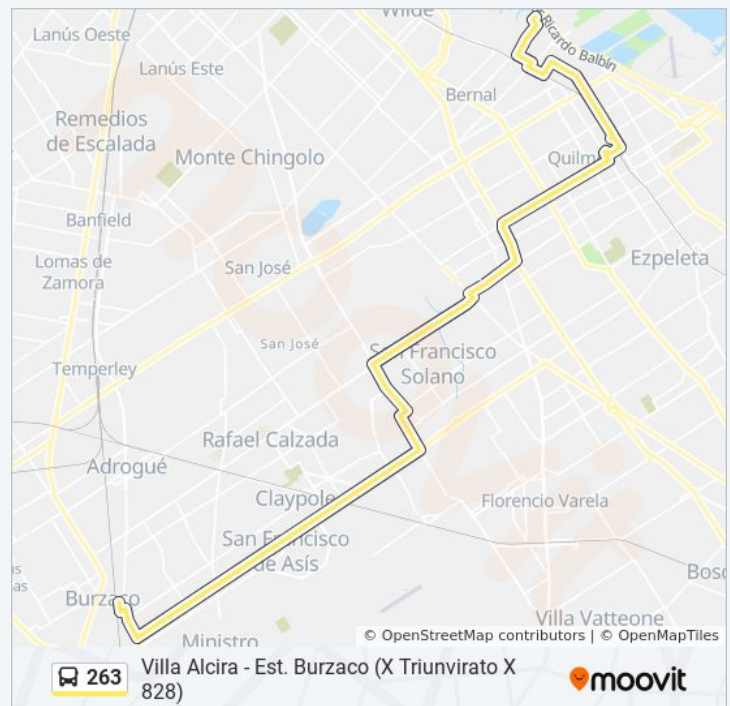 Wilde
Lanús Oeste
Ricardo Balbín
Lanús Este
Bernal
Remedios
de Escalada
Monte Chingolo
Quilm
Banfield
Ezpeleta
Lomas de
Zamora
San José
San José
San Francisco
Solano
Temperley
Rafael Calzada
Adrogué
Claypole
Florencio Varela
San Francisco
de Asís
Bosq
Burzaco
Villa Vatteone
Ministro
© OpenStreetMap contributors | © OpenMapTiles
263
Villa Alcira - Est. Burzaco (X Triunvirato X
828)
moovit
moovit